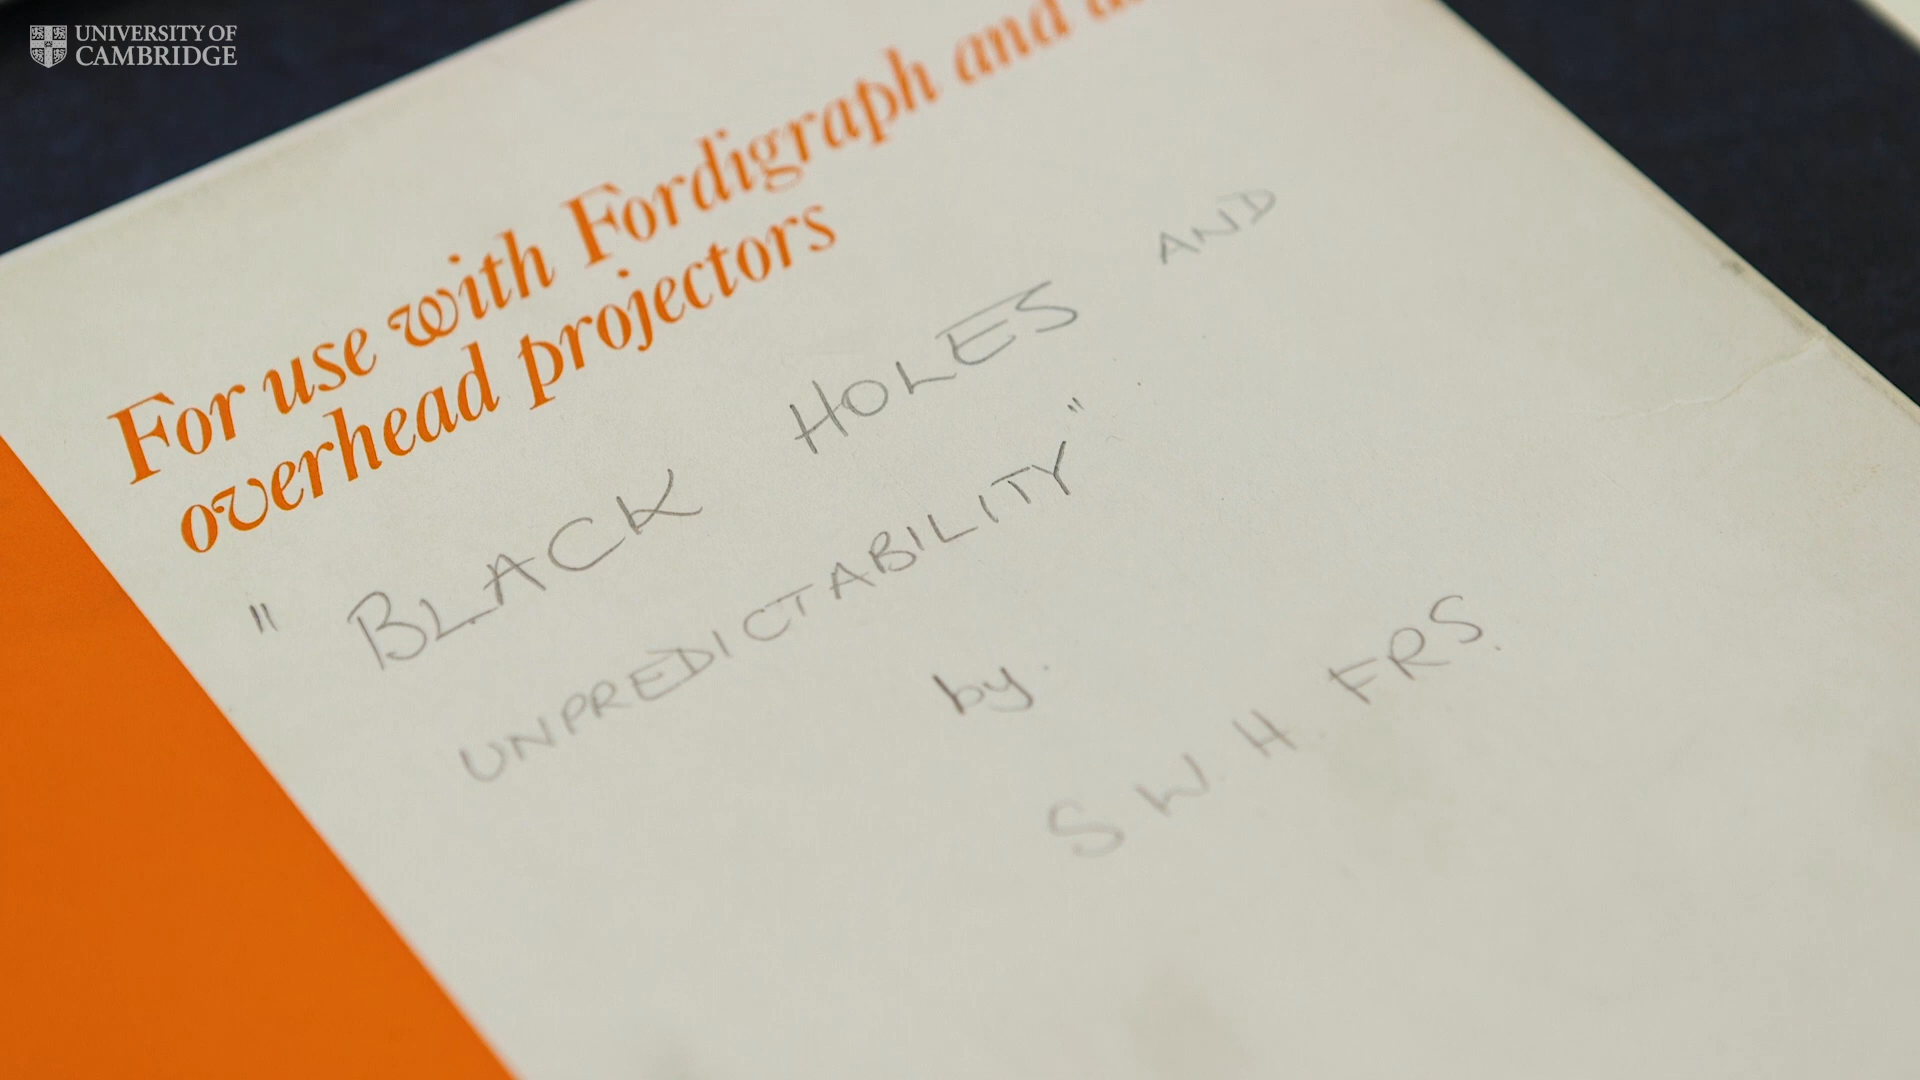 UNIVERSITY OF
CAMBRIDGE
For use with Fordigraph and
overhead projectors
" BLACK HOLES AND
UNPREDICTABILITY"
by.
S. W. H. FRS.